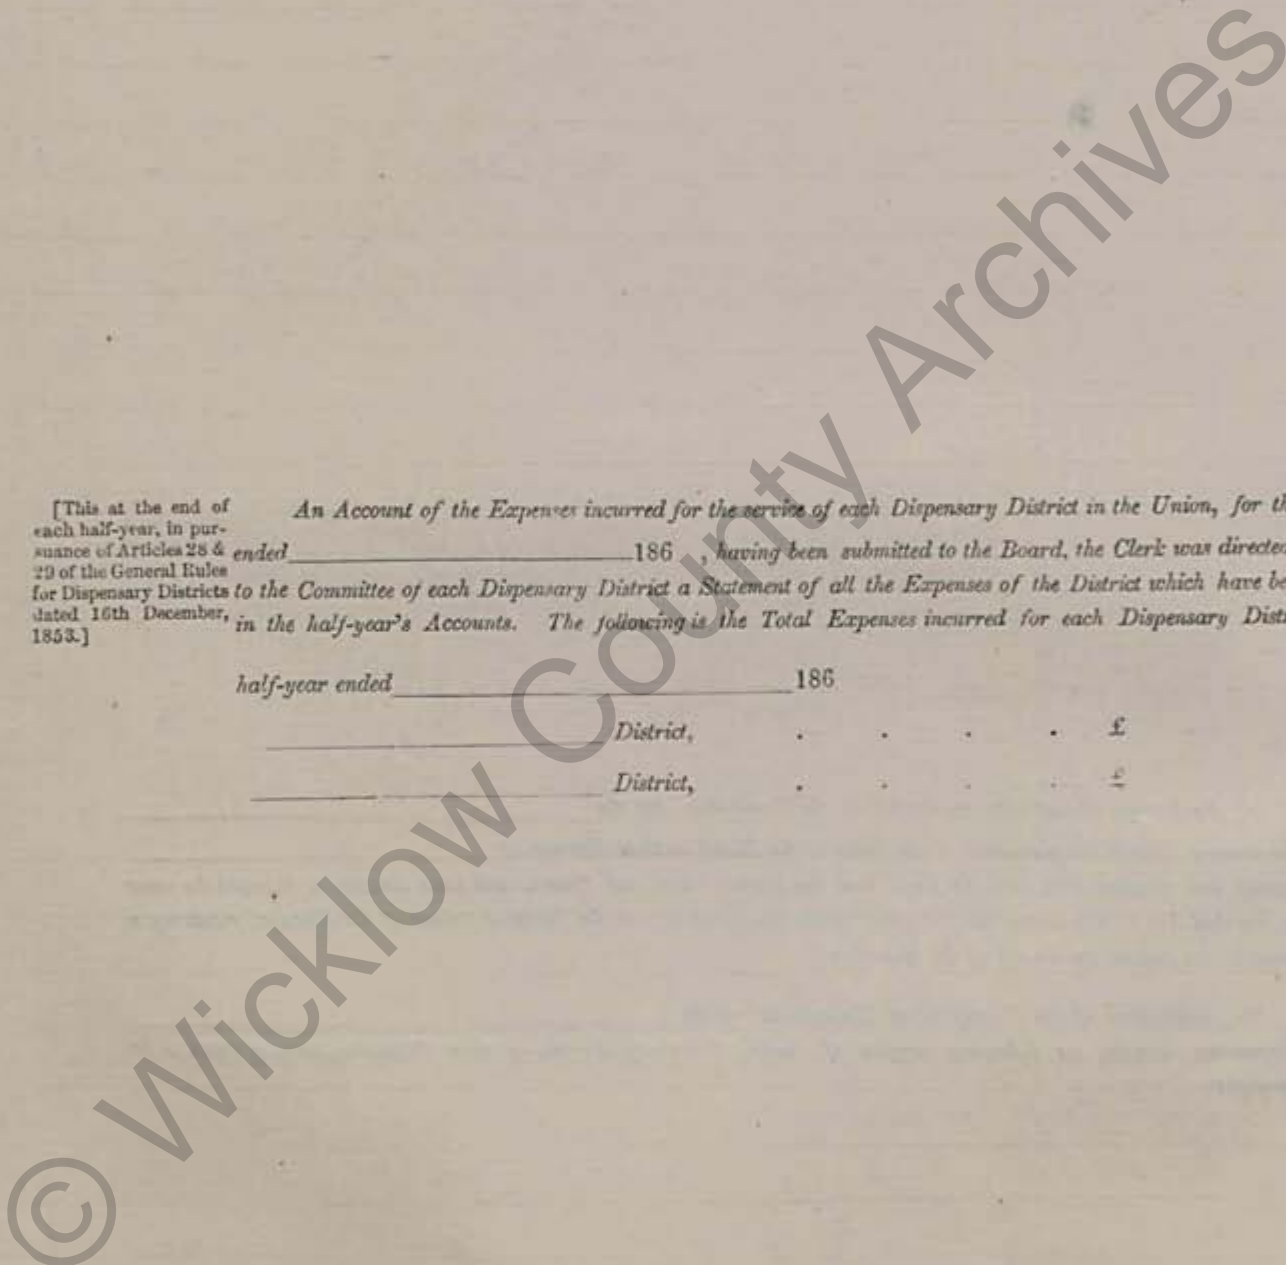 [This at the end of
each half-year, in pur-
suance of Articles 28 &
29 of the General Rules
for Dispensary Districts
dated 16th December,
1853.]
An Account of the Expenses incurred for the service of each Dispensary District in the Union, for th
ended 186 , having been submitted to the Board, the Clerk was directed
to the Committee of each Dispensary District a Statement of all the Expenses of the District which have be
in the half-year's Accounts. The following is the Total Expenses incurred for each Dispensary Dist
half-year ended 186
District, . . . . £
District, . . . . £
© Wicklow County Archives